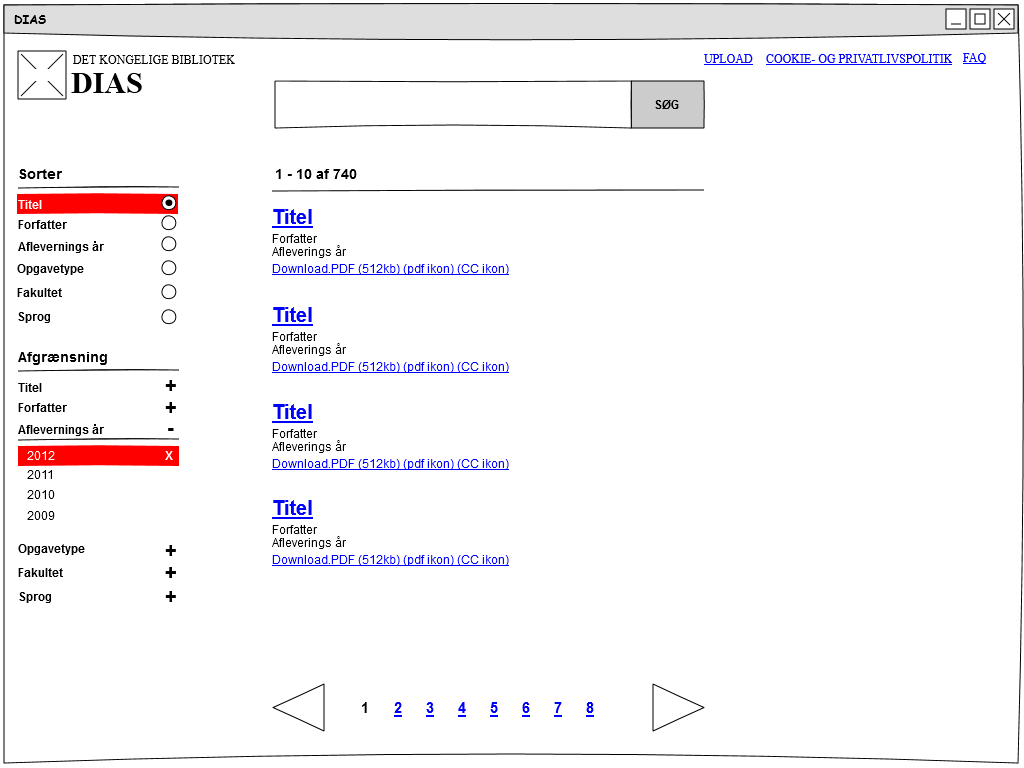 DIAS
DET KONGELIGE BIBLIOTEK
DIAS
UPLOAD COOKIE- OG PRIVATLIVSPOLITIK FAQ
SØG
Sorter
Titel
Forfatter
Aflevernings år
Opgavetype
Fakultet
Sprog
Afgrænsning
Titel +
Forfatter +
Aflevernings år -
2012 X
2011
2010
2009
Opgavetype +
Fakultet +
Sprog +
1 - 10 af 740
Titel
Forfatter
Afleverings år
Download.PDF (512kb) (pdf ikon) (CC ikon)
Titel
Forfatter
Afleverings år
Download.PDF (512kb) (pdf ikon) (CC ikon)
Titel
Forfatter
Afleverings år
Download.PDF (512kb) (pdf ikon) (CC ikon)
Titel
Forfatter
Afleverings år
Download.PDF (512kb) (pdf ikon) (CC ikon)
1 2 3 4 5 6 7 8